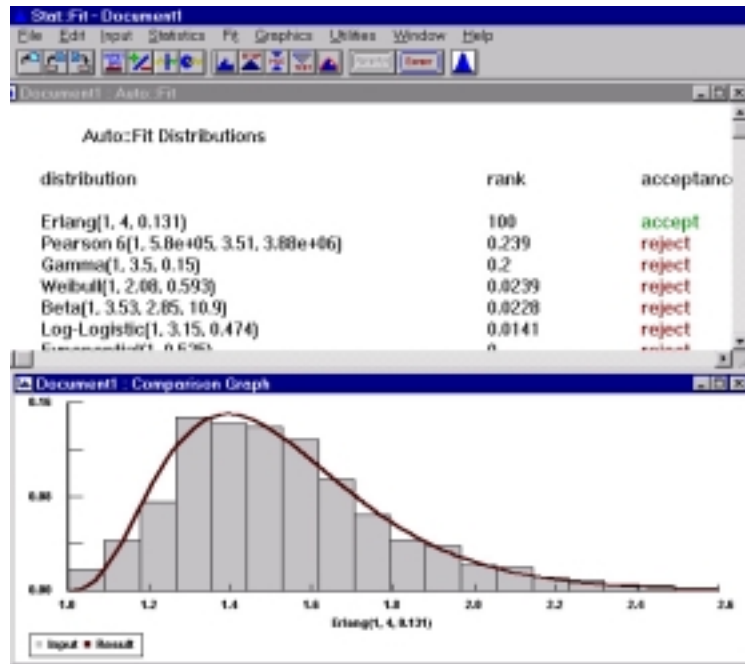 Stat::Fit - Document1
File Edit Input Statistics Fit Graphics Utilities Window Help
Document1 : Auto::Fit
Auto::Fit Distributions
distribution rank acceptanc
Erlang(1, 4, 0.131) 100 accept
Pearson 6(1, 5.8e+05, 3.51, 3.88e+06) 0.239 reject
Gamma(1, 3.5, 0.15) 0.2 reject
Weibull(1, 2.08, 0.593) 0.0239 reject
Beta(1, 3.53, 2.85, 10.9) 0.0228 reject
Log-Logistic(1, 3.15, 0.474) 0.0141 reject
Document1 : Comparison Graph
0.00
1.0 1.2 1.4 1.6 1.8 2.0 2.2 2.4 2.6
Erlang(1, 4, 0.131)
Input Result